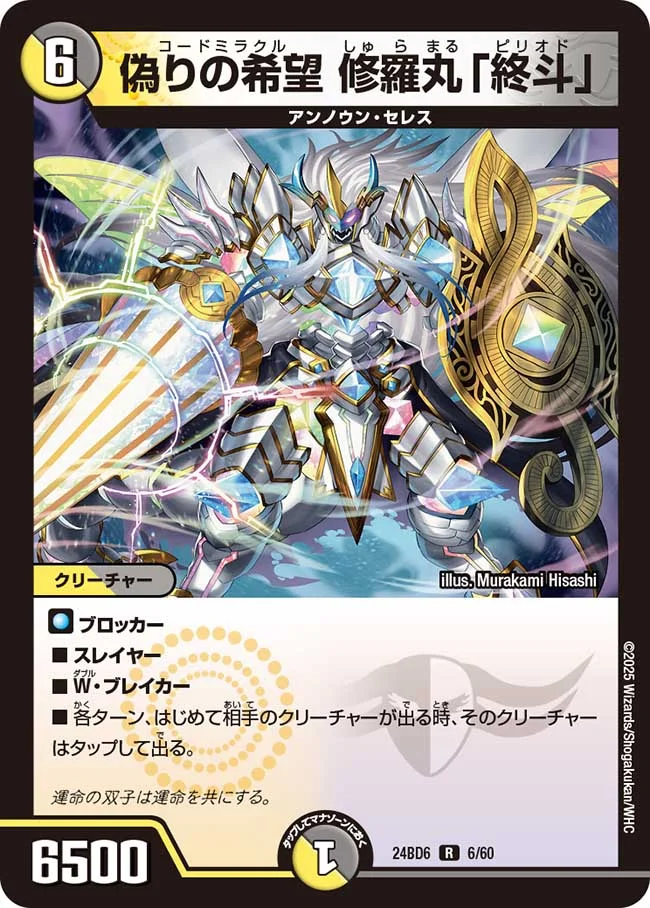 6
コードミラクル しゅらまる ピリオド
偽りの希望 修羅丸「終斗」
アンノウン・セレス
クリーチャー
illus. Murakami Hisashi
ブロッカー
■ スレイヤー
ダブル
■ W・ブレイカー
かく あいて で とき
■ 各ターン、はじめて相手のクリーチャーが出る時、そのクリーチャー
で
はタップして出る。
運命の双子は運命を共にする。
©2025 Wizards/Shogakukan/WHC
タップしてマナゾーンにおく
1
6500
24BD6 R 6/60